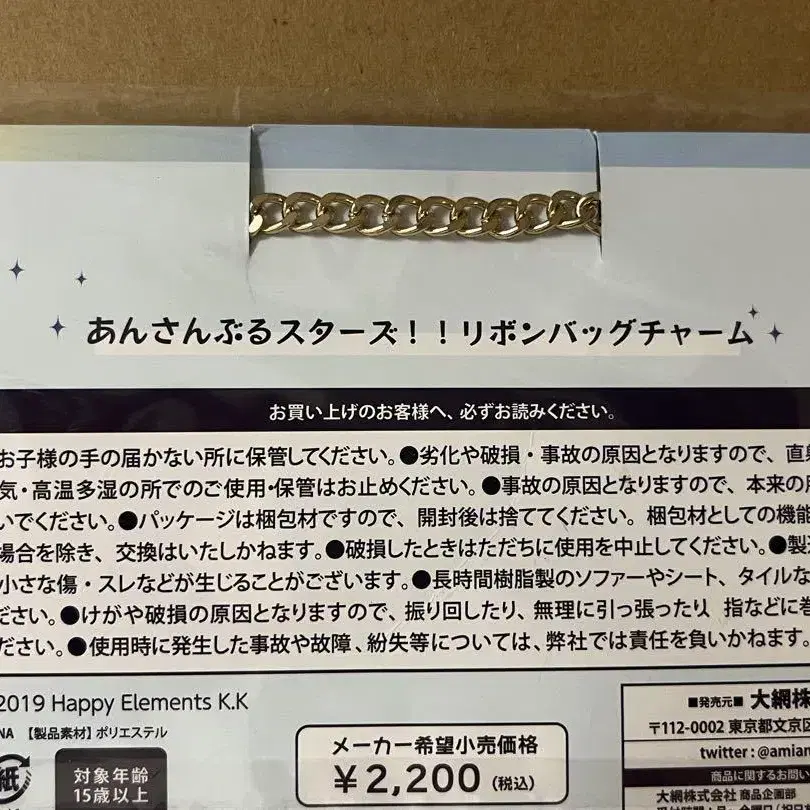 あんさんぶるスターズ！！リボンバッグチャーム
お買い上げのお客様へ、必ずお読みください。
お子様の手の届かない所に保管してください。●劣化や破損・事故の原因となりますので、直射
気・高温多湿の所でのご使用・保管はお止めください。●事故の原因となりますので、本来の用
いでください。●パッケージは梱包材ですので、開封後は捨ててください。梱包材としての機能
場合を除き、交換はいたしかねます。●破損したときはただちに使用を中止してください。●製造
小さな傷・スレなどが生じることがございます。●長時間樹脂製のソファーやシート、タイルな
ださい。●けがや破損の原因となりますので、振り回したり、無理に引っ張ったり 指などに巻
ださい。●使用時に発生した事故や故障、紛失等については、弊社では責任を負いかねます。
2019 Happy Elements K.K
NA 【製品素材】ポリエステル
紙
対象年齢
15歳以上
メーカー希望小売価格
￥2,200（税込）
■発売元■ 大網株
〒112-0002 東京都文京区
twitter : @amian
商品に関するお問い
大網株式会社 商品企画部